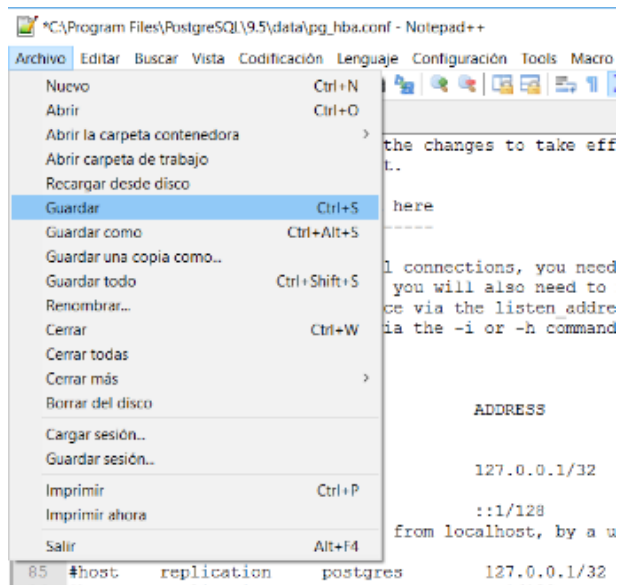 *C:\Program Files\PostgreSQL\9.5\data\pg_hba.conf - Notepad++
Archivo Editar Buscar Vista Codificación Lenguaje Configuración Tools Macro
Nuevo Ctrl+N
Abrir Ctrl+O
Abrir la carpeta contenedora >
Abrir carpeta de trabajo the changes to take eff
Recargar desde disco t.
Guardar Ctrl+S here
Guardar como Ctrl+Alt+S -----
Guardar una copia como...
Guardar todo Ctrl+Shift+S l connections, you need
you will also need to
Renombrar... ce via the listen_addre
Cerrar Ctrl+W ia the -i or -h command
Cerrar todas
Cerrar más >
Borrar del disco ADDRESS
Cargar sesión...
Guardar sesión... 127.0.0.1/32
Imprimir Ctrl+P
Imprimir ahora ::1/128
from localhost, by a u
Salir Alt+F4
85 #host replication postgres 127.0.0.1/32